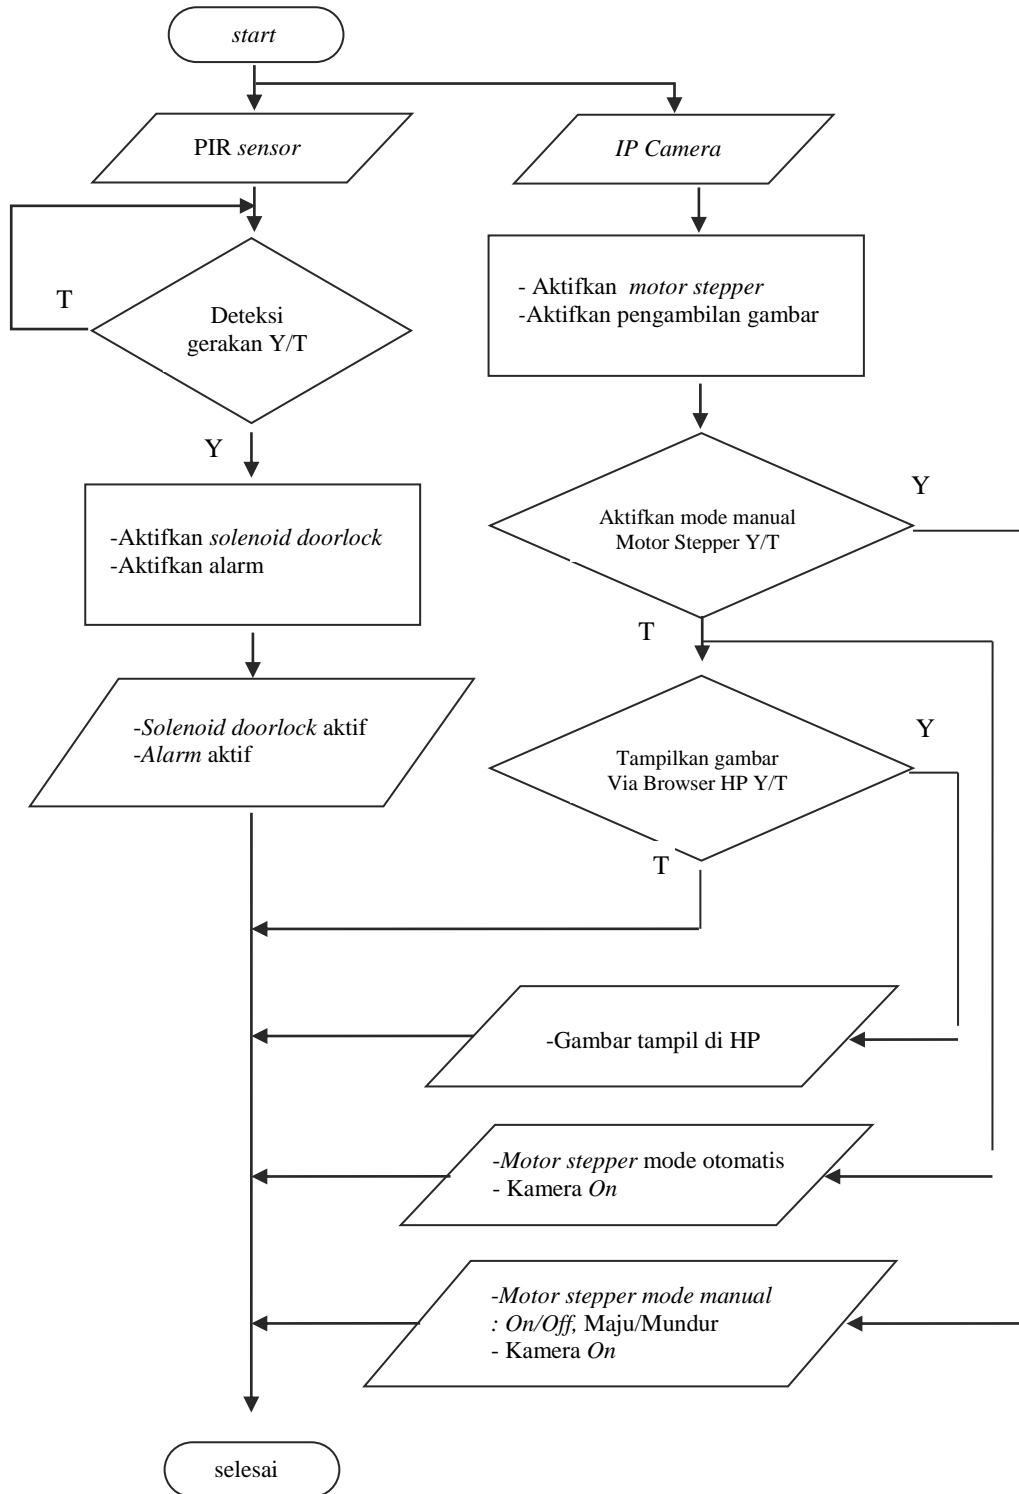 start
PIR sensor
IP Camera
- Aktifkan motor stepper
-Aktifkan pengambilan gambar
T
Deteksi
gerakan Y/T
Y
-Aktifkan solenoid doorlock
-Aktifkan alarm
Y
Aktifkan mode manual
Motor Stepper Y/T
T
-Solenoid doorlock aktif
-Alarm aktif
Y
Tampilkan gambar
Via Browser HP Y/T
T
-Gambar tampil di HP
-Motor stepper mode otomatis
- Kamera On
-Motor stepper mode manual
: On/Off, Maju/Mundur
- Kamera On
selesai